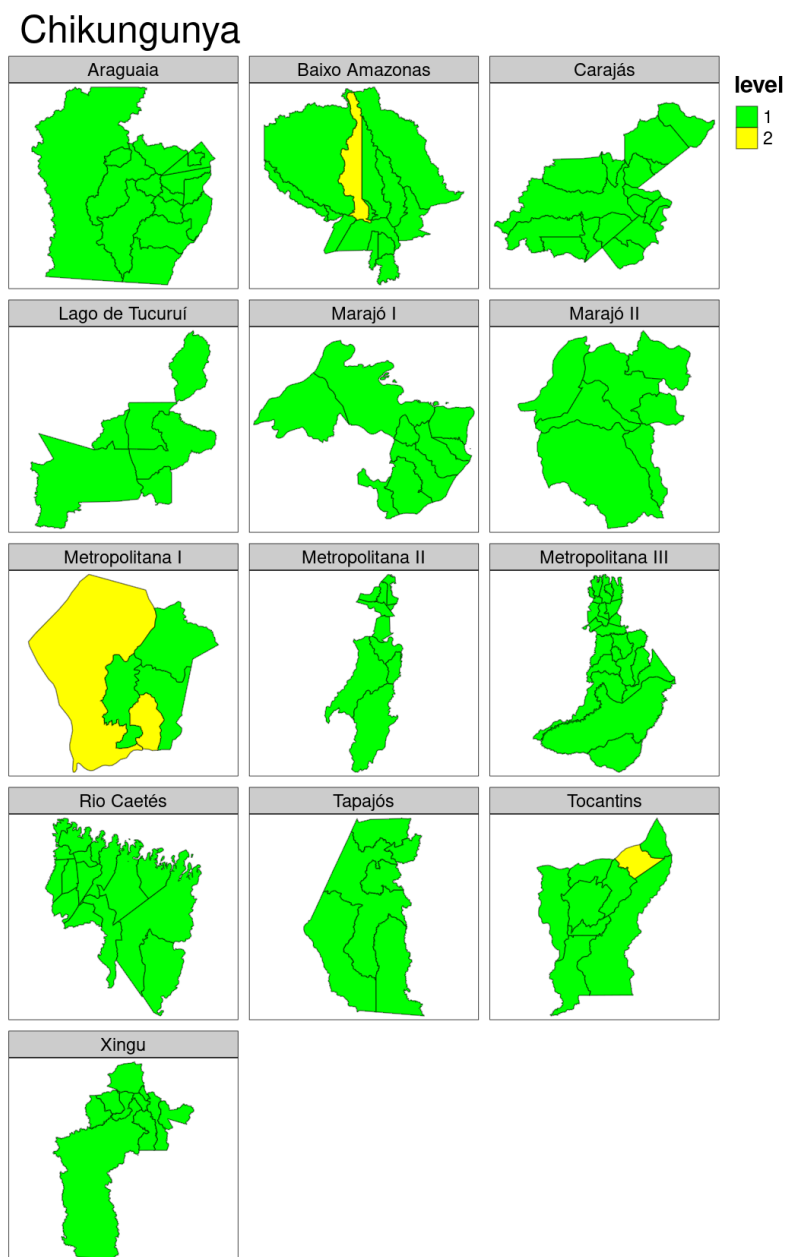 Chikungunya
Araguaia
Baixo Amazonas
Carajás
level
1
2
Lago de Tucuruí
Marajó I
Marajó II
Metropolitana I
Metropolitana II
Metropolitana III
Rio Caetés
Tapajós
Tocantins
Xingu